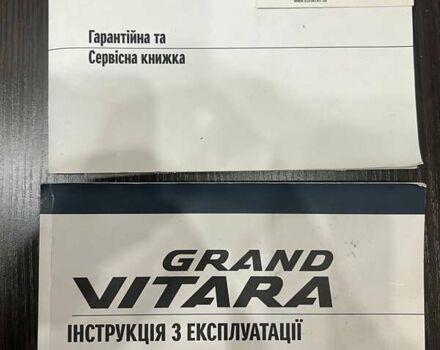 Гарантійна та
Сервісна книжка
GRAND
VITARA
ІНСТРУКЦІЯ З ЕКСПЛУАТАЦІЇ